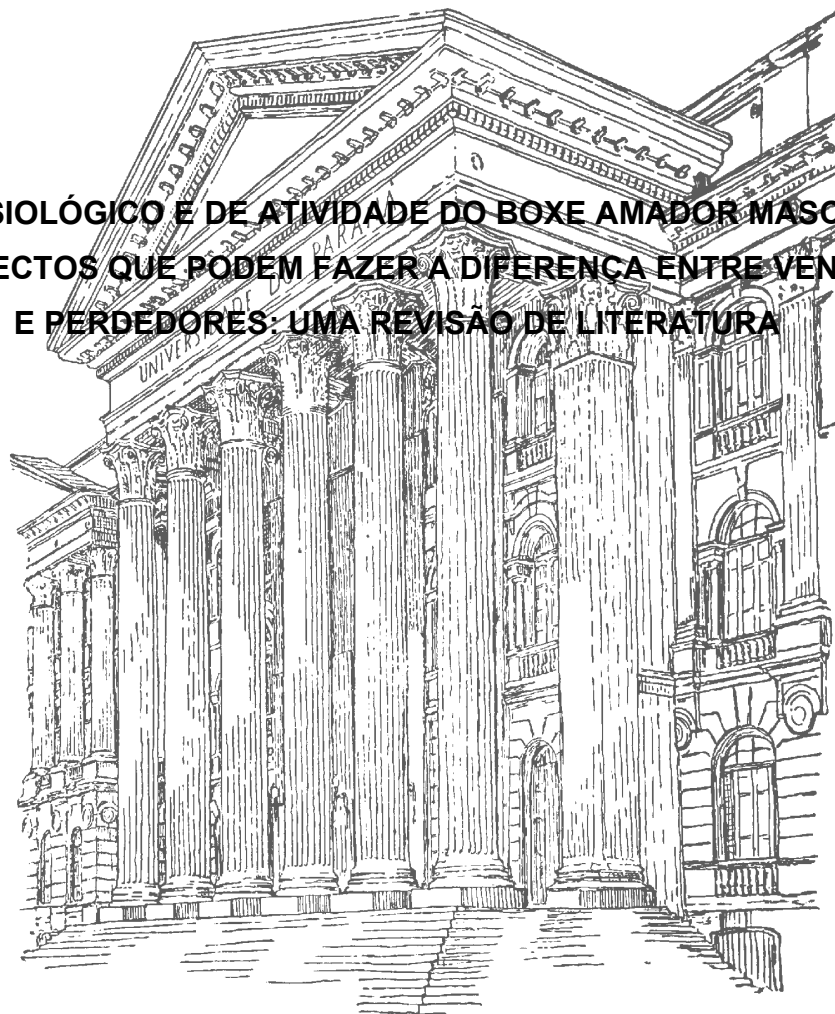 SIOLÓGICO E DE ATIVIDADE DO BOXE AMADOR MASC
ECTOS QUE PODEM FAZER A DIFERENÇA ENTRE VEN
E PERDEDORES: UMA REVISÃO DE LITERATURA
UNIVERSIDADE DO PARANÁ